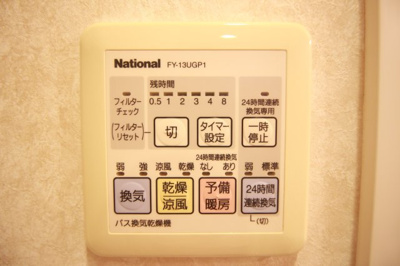 National FY-13UGP1
残時間
フィルター
チェック
0.5 1 2 3 4 8
24時間連続
換気専用
フィルター
リセット
切
タイマー
設定
一時
停止
24時間連続換気
弱 強 涼風 乾燥 なし あり 弱 標準
換気
乾燥
涼風
予備
暖房
24時間
連続換気
(切)
バス換気乾燥機